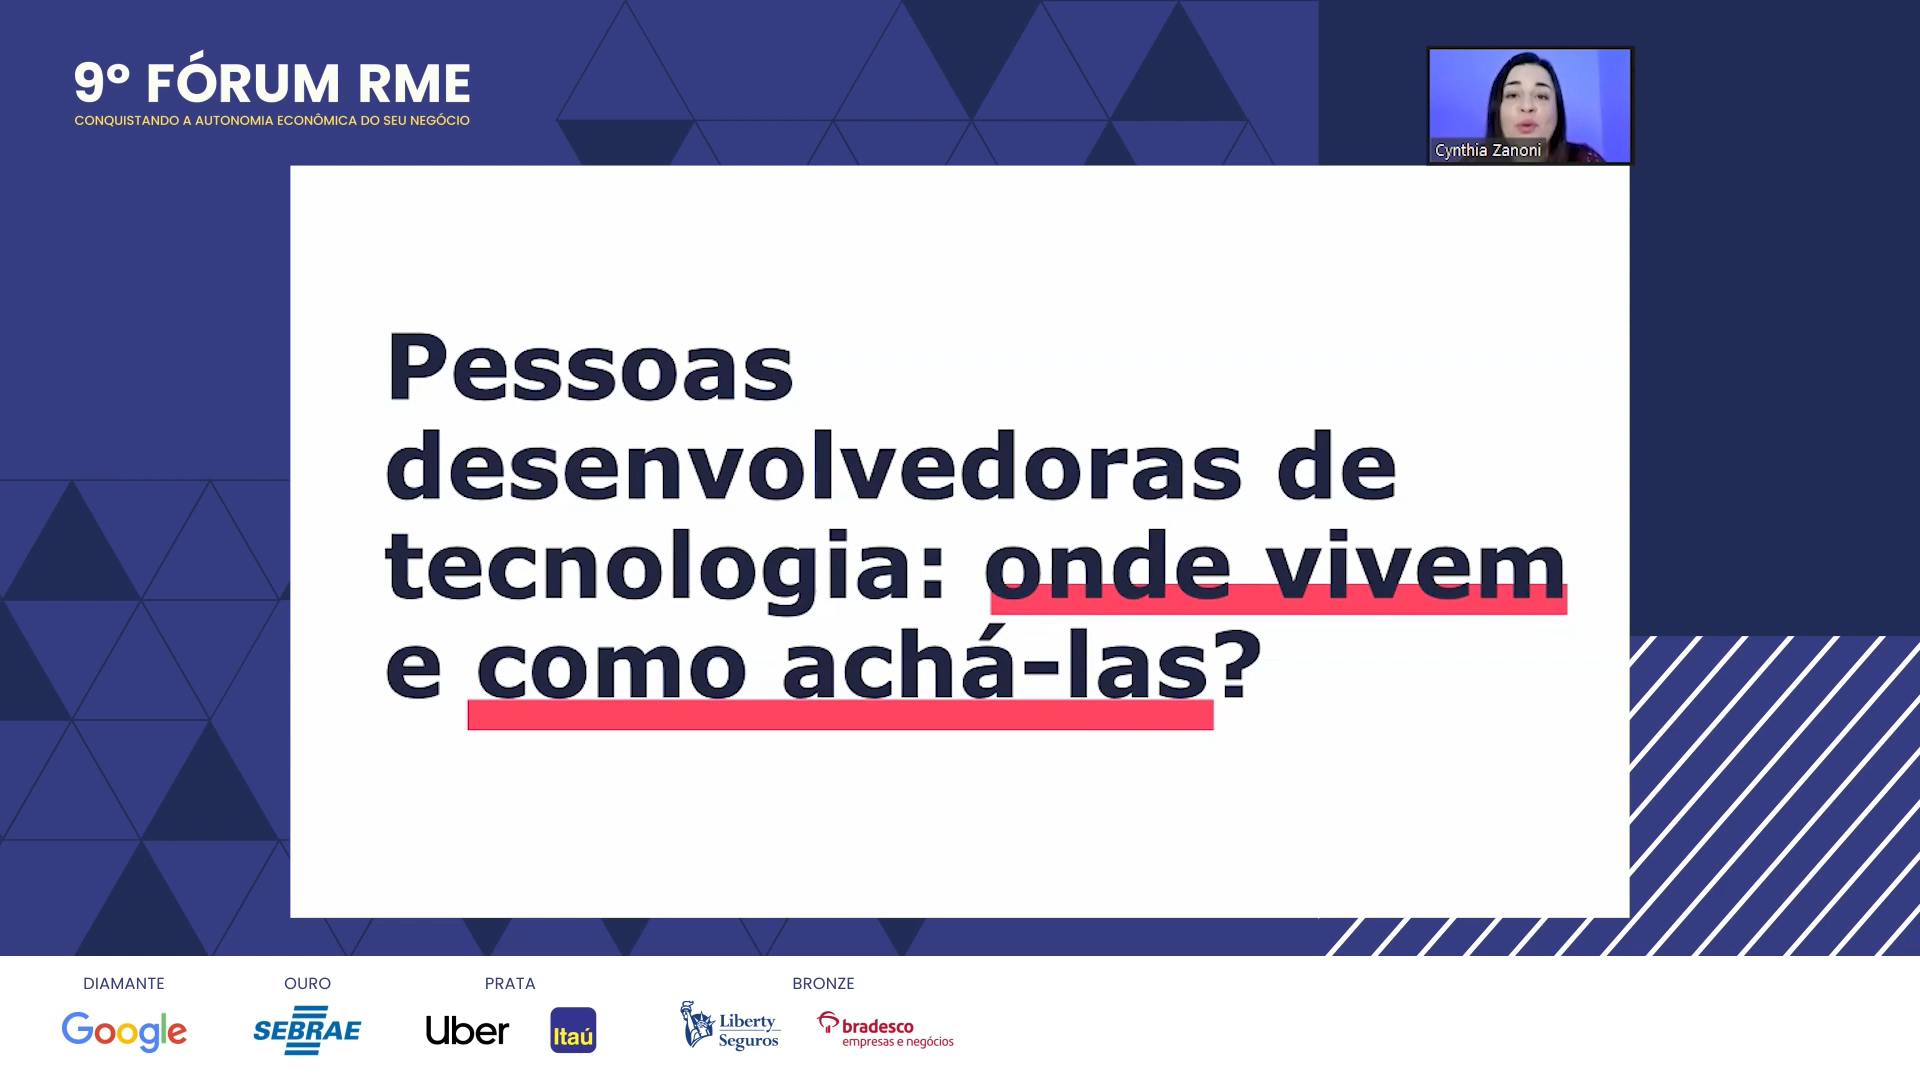 9º FÓRUM RME
CONQUISTANDO A AUTONOMIA ECONÔMICA DO SEU NEGÓCIO
Cynthia Zanoni
Pessoas
desenvolvedoras de
tecnologia: onde vivem
e como achá-las?
DIAMANTE
Google
OURO
SEBRAE
PRATA
Uber
Itaú
BRONZE
Liberty
Seguros
bradesco
empresas e negócios